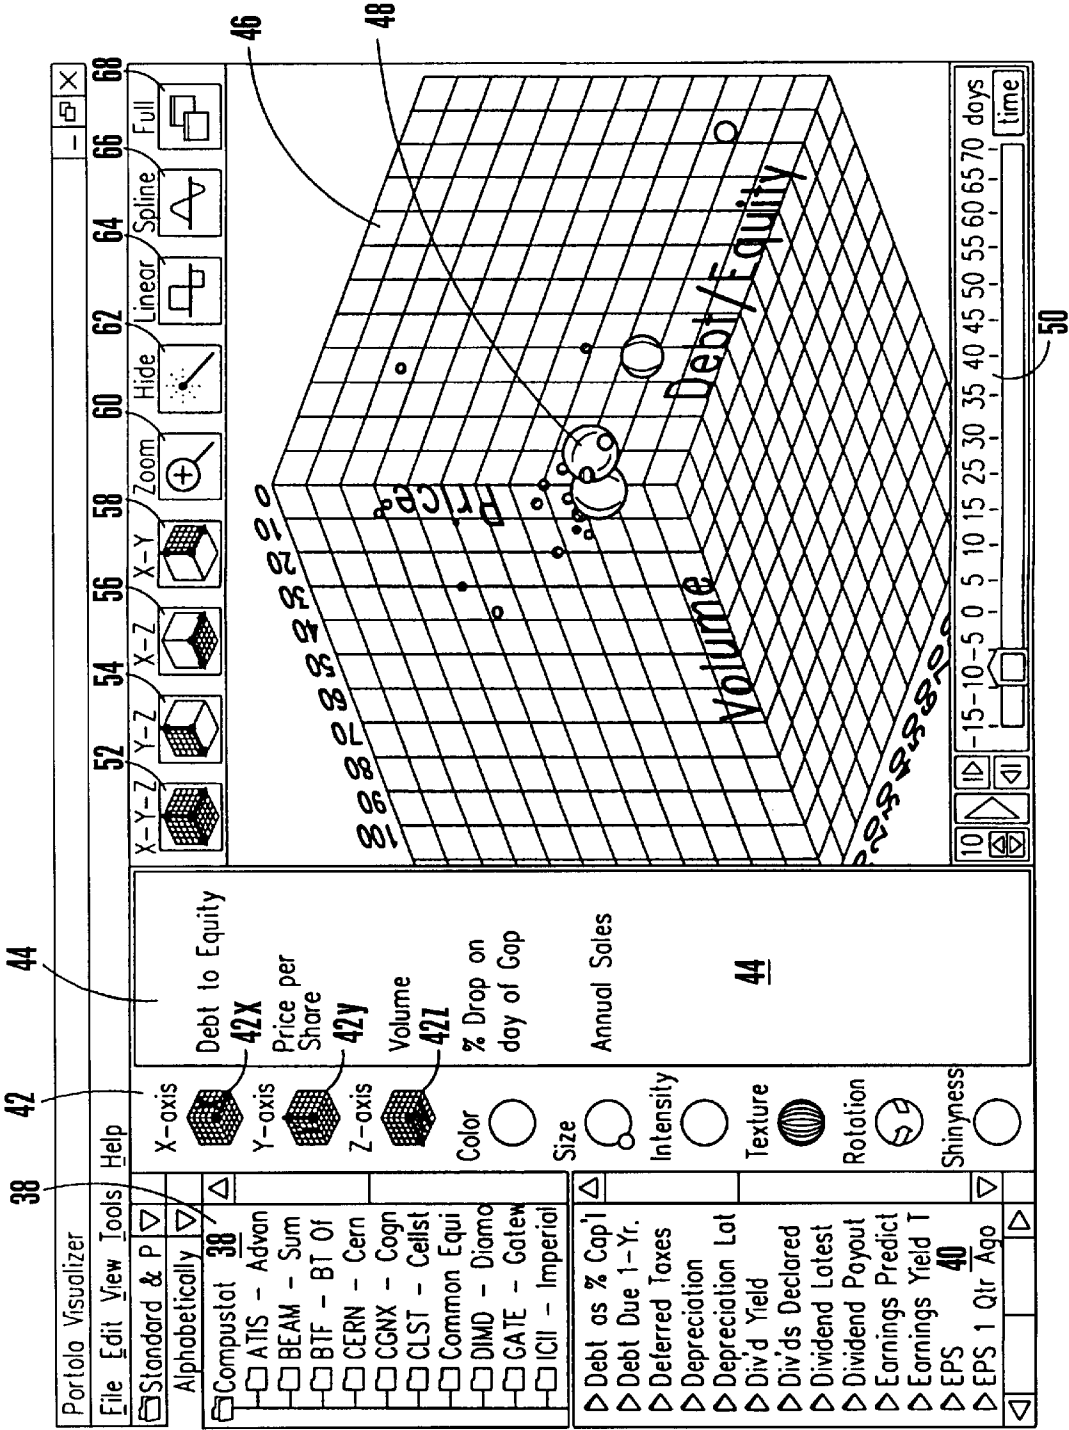 Portola Visualizer
File Edit View Tools Help
Standard & P
Alphabetically
38
38
Compustat
ATIS - Advan
BEAM - Sum
BTF - BT Of
CERN - Cern
CGNX - Cogn
CLST - Cellst
Common Equi
DIMD - Diamo
GATE - Gatew
ICII - Imperial
Debt as % Cap'l
Debt Due 1-Yr.
Deferred Taxes
Depreciation
Depreciation Lat
Div'd Yield
Div'ds Declared
Dividend Latest
Dividend Payout
Earnings Predict
Earnings Yield T
EPS
EPS 1 Qtr Ago
40
42
X-axis
42X
Y-axis
42y
Z-axis
42z
Color
Size
Intensity
Texture
Rotation
Shinyness
44
Debt to Equity
Price per
Share
Volume
% Drop on
day of Gap
Annual Sales
44
52 54 56 58 60 62 64 66 68
X-Y-Z Y-Z X-Z X-Y Zoom Hide Linear Spline Full
46
48
100 90 80 70 60 50 40 30 20 10 0
Price
Volume
Debt/Equity
20 30 40 50 60 70
10
-15-10-5 0 5 10 15 25 30 35 40 45 50 55 60 65 70 days
time
50